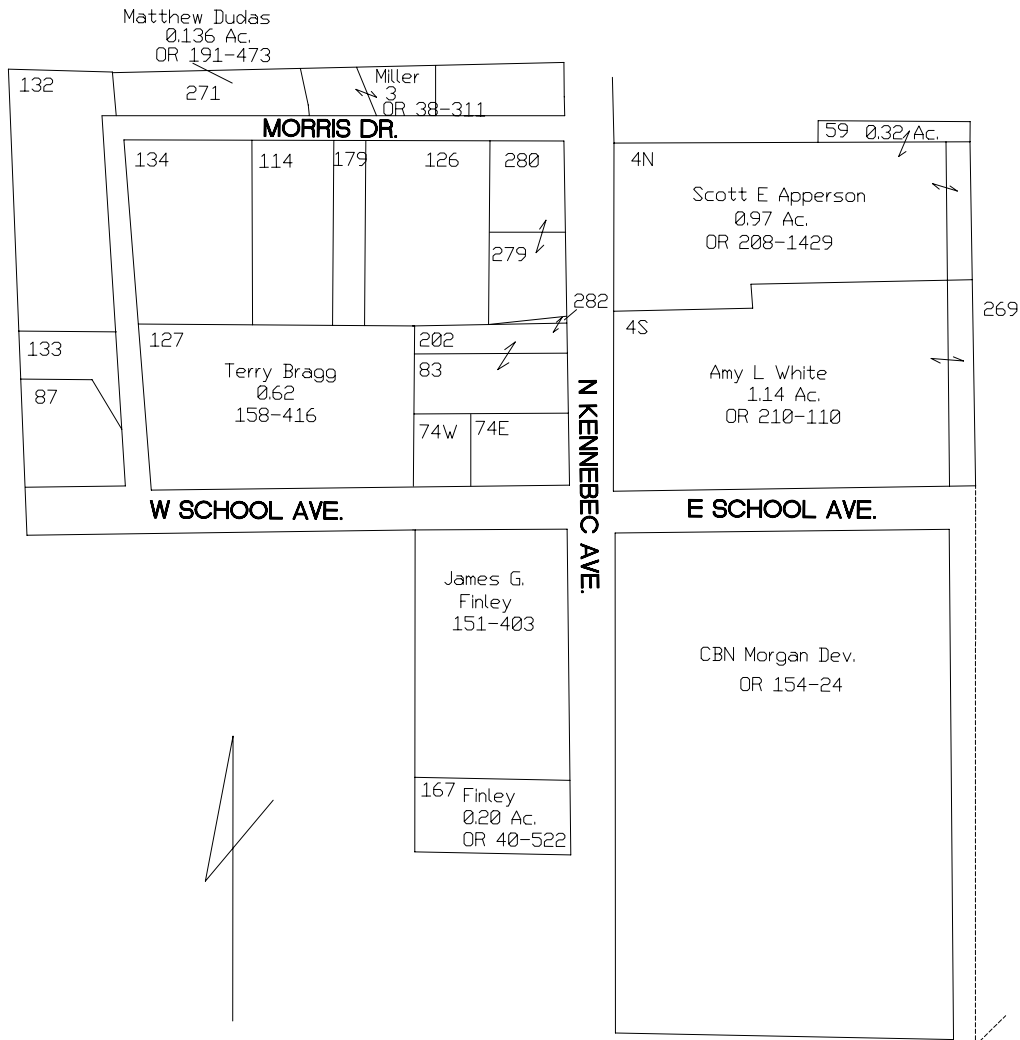 Matthew Dudas
0.136 Ac.
OR 191-473
132
271
Miller
3
OR 38-311
MORRIS DR.
59 0.32 Ac.
134
114
179
126
280
4N
Scott E Apperson
0.97 Ac.
OR 208-1429
279
282
269
133
127
202
4S
87
Terry Bragg
0.62
158-416
83
Amy L White
1.14 Ac.
OR 210-110
74W
74E
N KENNEBEC AVE.
W SCHOOL AVE.
E SCHOOL AVE.
James G.
Finley
151-403
CBN Morgan Dev.
OR 154-24
167 Finley
0.20 Ac.
OR 40-522